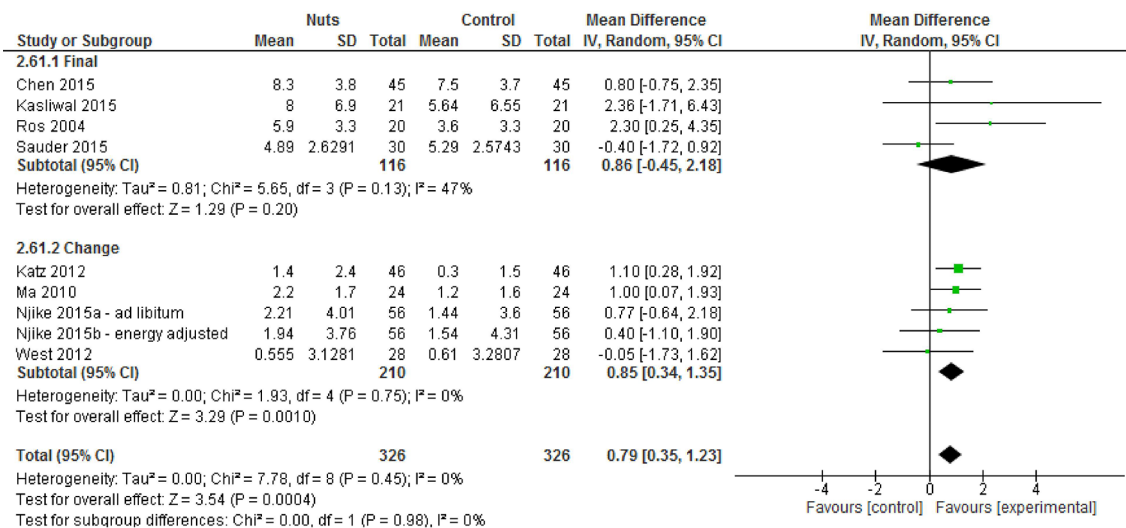 Nuts Control Mean Difference Mean Difference
Study or Subgroup Mean SD Total Mean SD Total IV, Random, 95% CI IV, Random, 95% CI
2.61.1 Final
Chen 2015 8.3 3.8 45 7.5 3.7 45 0.80 [-0.75, 2.35]
Kasliwal 2015 8 6.9 21 5.64 6.55 21 2.36 [-1.71, 6.43]
Ros 2004 5.9 3.3 20 3.6 3.3 20 2.30 [0.25, 4.35]
Sauder 2015 4.89 2.6291 30 5.29 2.5743 30 -0.40 [-1.72, 0.92]
Subtotal (95% CI) 116 116 0.86 [-0.45, 2.18]
Heterogeneity: Tau² = 0.81; Chi² = 5.65, df = 3 (P = 0.13); I² = 47%
Test for overall effect: Z = 1.29 (P = 0.20)
2.61.2 Change
Katz 2012 1.4 2.4 46 0.3 1.5 46 1.10 [0.28, 1.92]
Ma 2010 2.2 1.7 24 1.2 1.6 24 1.00 [0.07, 1.93]
Njike 2015a - ad libitum 2.21 4.01 56 1.44 3.6 56 0.77 [-0.64, 2.18]
Njike 2015b - energy adjusted 1.94 3.76 56 1.54 4.31 56 0.40 [-1.10, 1.90]
West 2012 0.555 3.1281 28 0.61 3.2807 28 -0.05 [-1.73, 1.62]
Subtotal (95% CI) 210 210 0.85 [0.34, 1.35]
Heterogeneity: Tau² = 0.00; Chi² = 1.93, df = 4 (P = 0.75); I² = 0%
Test for overall effect: Z = 3.29 (P = 0.0010)
Total (95% CI) 326 326 0.79 [0.35, 1.23]
Heterogeneity: Tau² = 0.00; Chi² = 7.78, df = 8 (P = 0.45); I² = 0%
Test for overall effect: Z = 3.54 (P = 0.0004)
Test for subgroup differences: Chi² = 0.00, df = 1 (P = 0.98), I² = 0%
-4 -2 0 2 4
Favours [control] Favours [experimental]